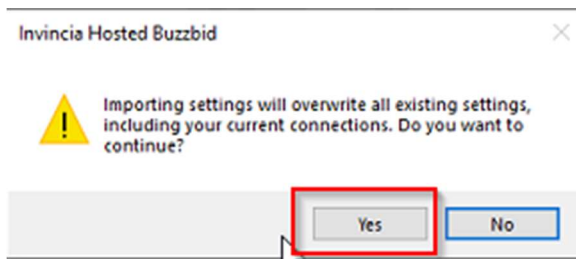 Invincia Hosted Buzzbid
Importing settings will overwrite all existing settings,
including your current connections. Do you want to
continue?
Yes
No